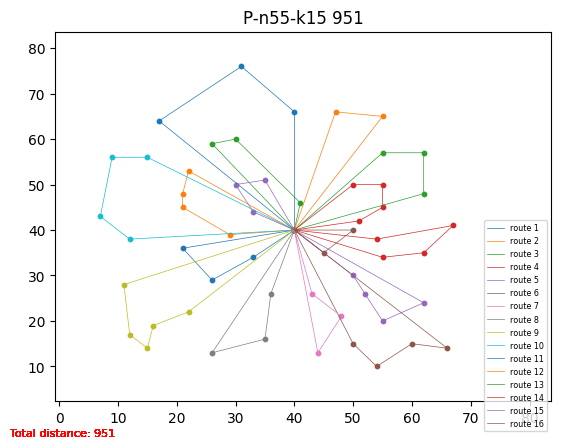 P-n55-k15 951
80
70
60
50
40
30
20
10
0 10 20 30 40 50 60 70 80
route 1
route 2
route 3
route 4
route 5
route 6
route 7
route 8
route 9
route 10
route 11
route 12
route 13
route 14
route 15
route 16
Total distance: 951